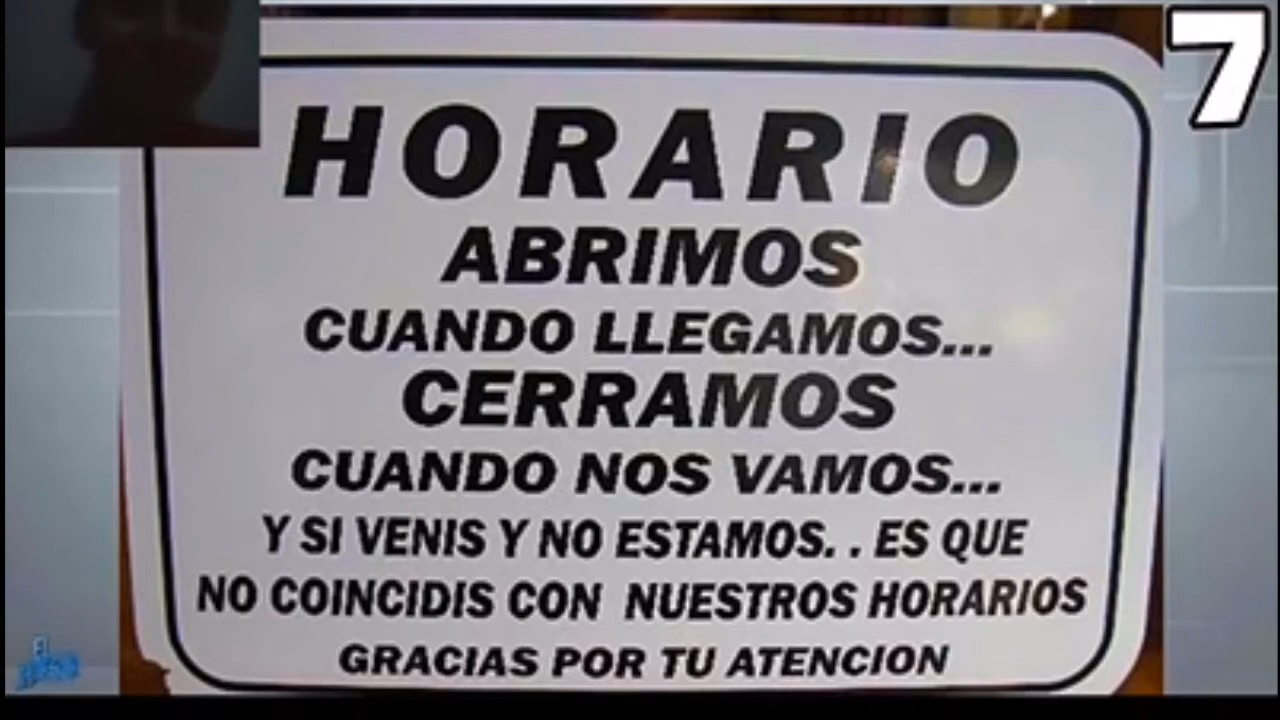 7
HORARIO
ABRIMOS
CUANDO LLEGAMOS...
CERRAMOS
CUANDO NOS VAMOS...
Y SI VENIS Y NO ESTAMOS. . ES QUE
NO COINCIDIS CON NUESTROS HORARIOS
GRACIAS POR TU ATENCION
EL